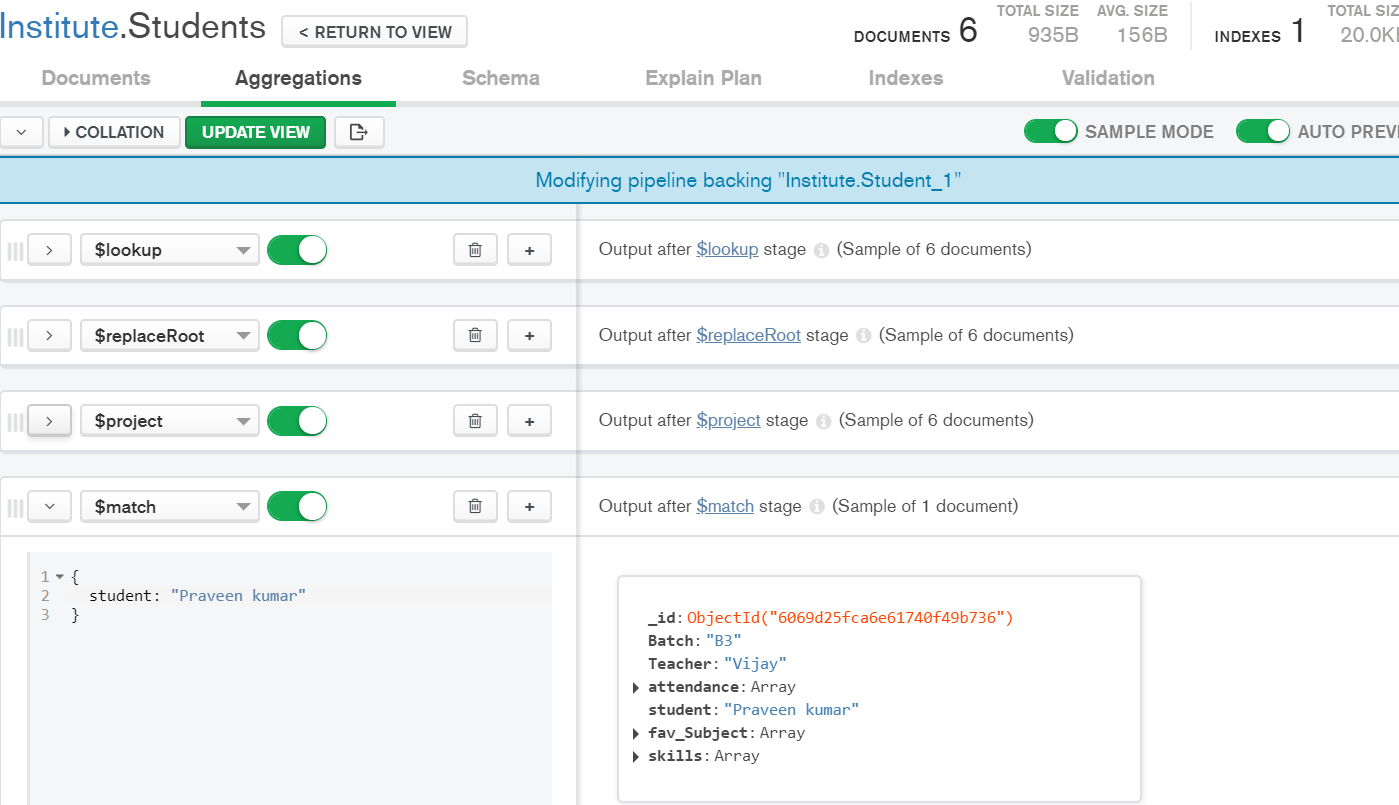 Institute.Students < RETURN TO VIEW DOCUMENTS 6 TOTAL SIZE 935B AVG. SIZE 156B INDEXES 1 TOTAL SIZ 20.0K
Documents Aggregations Schema Explain Plan Indexes Validation
COLLATION UPDATE VIEW SAMPLE MODE AUTO PREV
Modifying pipeline backing "Institute.Student_1"
$lookup + Output after $lookup stage (Sample of 6 documents)
$replaceRoot + Output after $replaceRoot stage (Sample of 6 documents)
$project + Output after $project stage (Sample of 6 documents)
$match + Output after $match stage (Sample of 1 document)
1 {
2 student: "Praveen kumar"
3 }
_id: ObjectId("6069d25fca6e61740f49b736")
Batch: "B3"
Teacher: "Vijay"
attendance: Array
student: "Praveen kumar"
fav_Subject: Array
skills: Array